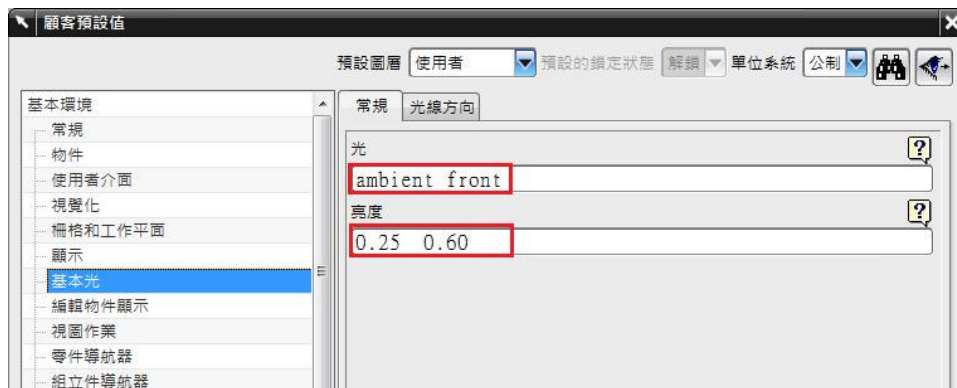 顧客預設值
預設圖層 使用者 預設的鎖定狀態 解鎖 單位系統 公制
基本環境
常規
物件
使用者介面
視覺化
柵格和工作平面
顯示
基本光
編輯物件顯示
視圖作業
零件導航器
組立件導航器
常規 光線方向
光
ambient front
亮度
0.25 0.60